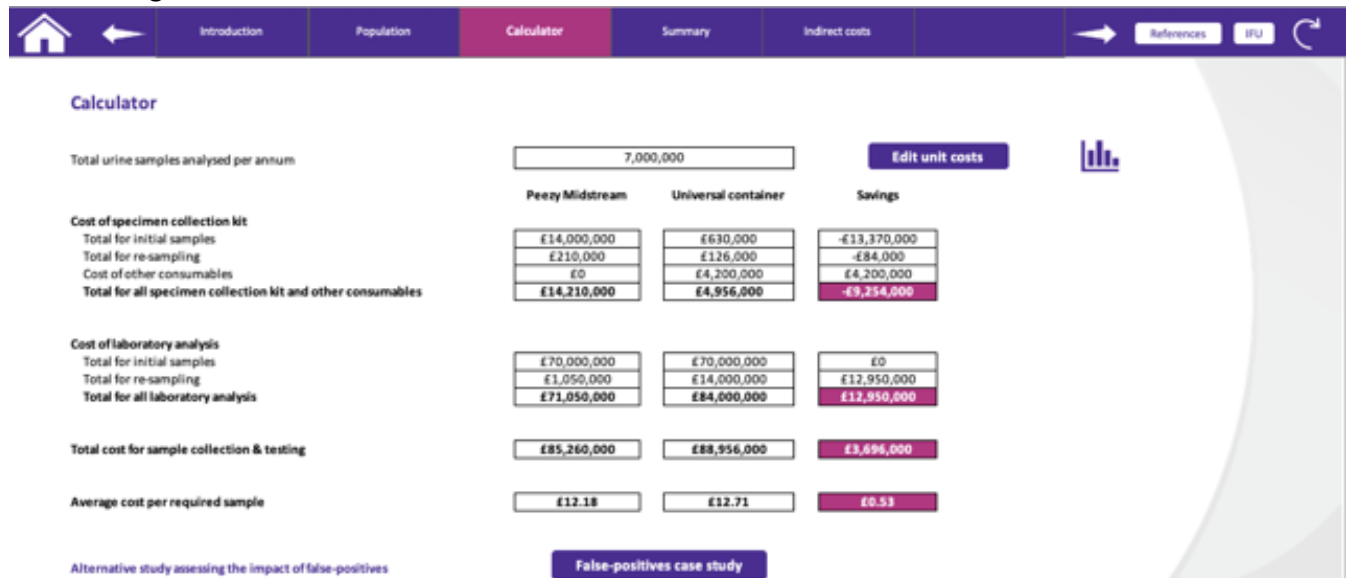 Introduction Population Calculator Summary Indirect costs References IFU
Calculator
Total urine samples analysed per annum 7,000,000 Edit unit costs
Peezy Midstream Universal container Savings
Cost of specimen collection kit
Total for initial samples £14,000,000 £630,000 -£13,370,000
Total for re-sampling £210,000 £126,000 -£84,000
Cost of other consumables £0 £4,200,000 £4,200,000
Total for all specimen collection kit and other consumables £14,210,000 £4,956,000 -£9,254,000
Cost of laboratory analysis
Total for initial samples £70,000,000 £70,000,000 £0
Total for re-sampling £1,050,000 £14,000,000 £12,950,000
Total for all laboratory analysis £71,050,000 £84,000,000 £12,950,000
Total cost for sample collection & testing £85,260,000 £88,956,000 £3,696,000
Average cost per required sample £12.18 £12.71 £0.53
Alternative study assessing the impact of false-positives False-positives case study